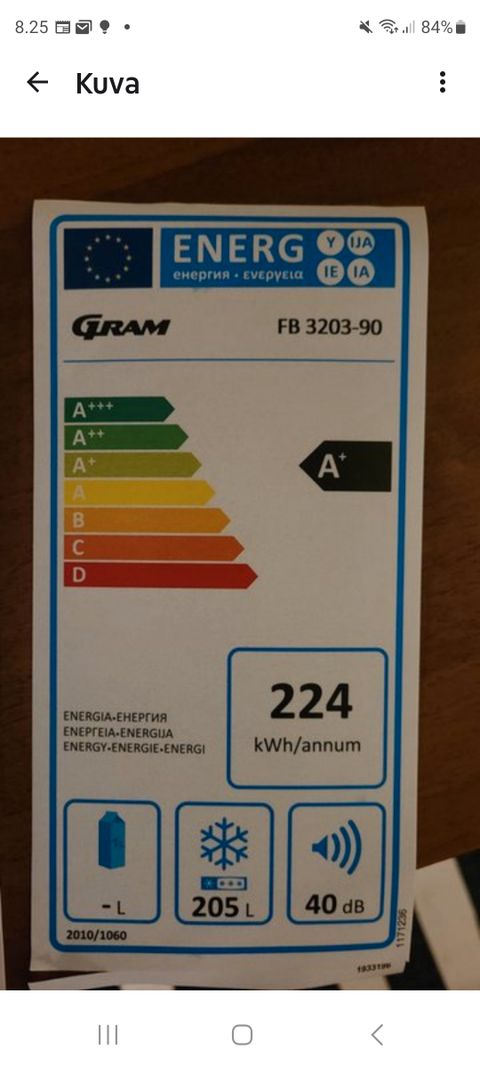 8.25 84%
Kuva
ENERG Y IJA
енергия · ενεργεια IE IA
GRAM FB 3203-90
A+++
A++
A+ A+
A
B
C
D
224
kWh/annum
ENERGIA·ЕНЕРГИЯ
ΕΝΕΡΓΕΙΑ·ENERGIJA
ENERGY·ENERGIE·ENERGI
- L 205 L 40 dB
2010/1060
1171236
1933196